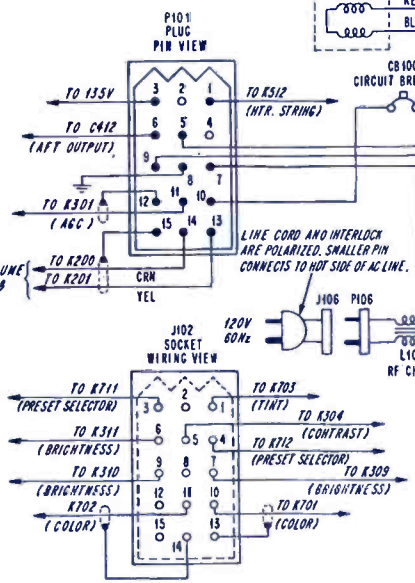 P101
PLUG
PIN VIEW
BL
CB100
CIRCUIT BRE
3 2 1
TO 135V
TO K512
(HTR. STRING)
6 5 4
TO C412
(AFT OUTPUT)
9 8 7
TO K301
(AGC)
12 11 10
15 14 13
TO K200
TO K201
GRN
YEL
LINE CORD AND INTERLOCK
ARE POLARIZED. SMALLER PIN
CONNECTS TO HOT SIDE OF AC LINE.
120V
60Hz
J106 P106
L10
RF CH
J102
SOCKET
WIRING VIEW
TO K711
(PRESET SELECTOR)
TO K703
(TINT)
3 2 1
TO K304
(CONTRAST)
TO K311
(BRIGHTNESS)
6 5 4
TO K712
(PRESET SELECTOR)
TO K310
(BRIGHTNESS)
9 8 7
TO K309
(BRIGHTNESS)
K702
(COLOR)
12 11 10
TO K701
(COLOR)
15 14 13